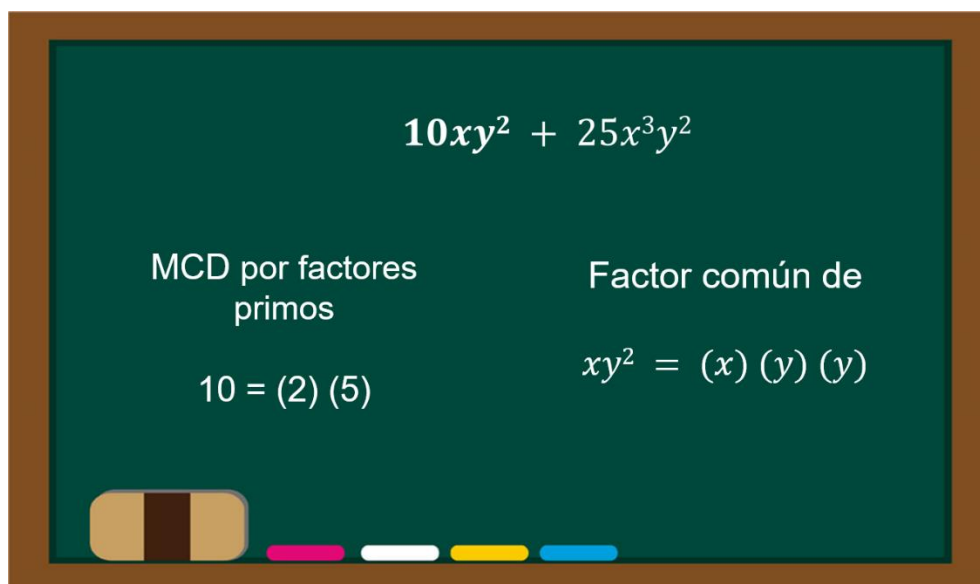 10xy² + 25x³y²
MCD por factores
primos
10 = (2) (5)
Factor común de
xy² = (x) (y) (y)